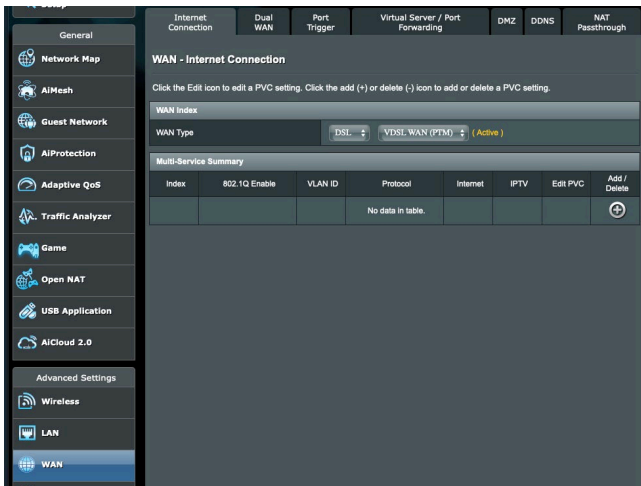 Setup
General
Network Map
AiMesh
Guest Network
AiProtection
Adaptive QoS
Traffic Analyzer
Game
Open NAT
USB Application
AiCloud 2.0
Advanced Settings
Wireless
LAN
WAN
Internet
Connection
Dual
WAN
Port
Trigger
Virtual Server / Port
Forwarding
DMZ
DDNS
NAT
Passthrough
WAN - Internet Connection
Click the Edit icon to edit a PVC setting. Click the add (+) or delete (-) icon to add or delete a PVC setting.
WAN Index
WAN Type DSL VDSL WAN (PTM) ( Active )
Multi-Service Summary
Index 802.1Q Enable VLAN ID Protocol Internet IPTV Edit PVC Add /
Delete
No data in table.